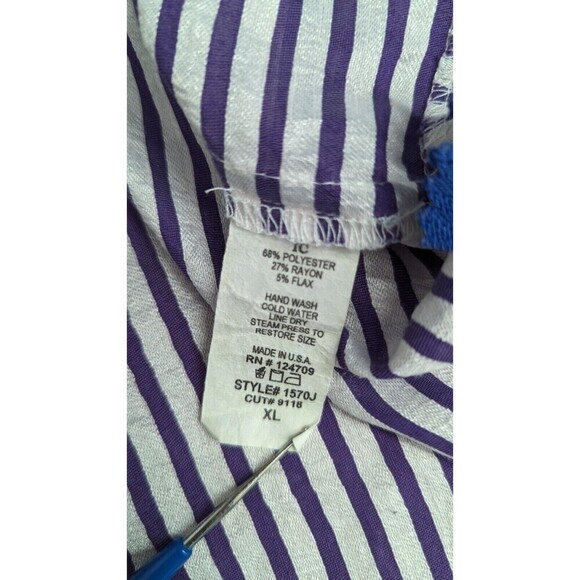 IC
68% POLYESTER
27% RAYON
5% FLAX
HAND WASH
COLD WATER
LINE DRY
STEAM PRESS TO
RESTORE SIZE
MADE IN U.S.A.
RN # 124709
STYLE# 1570J
CUT# 9118
XL